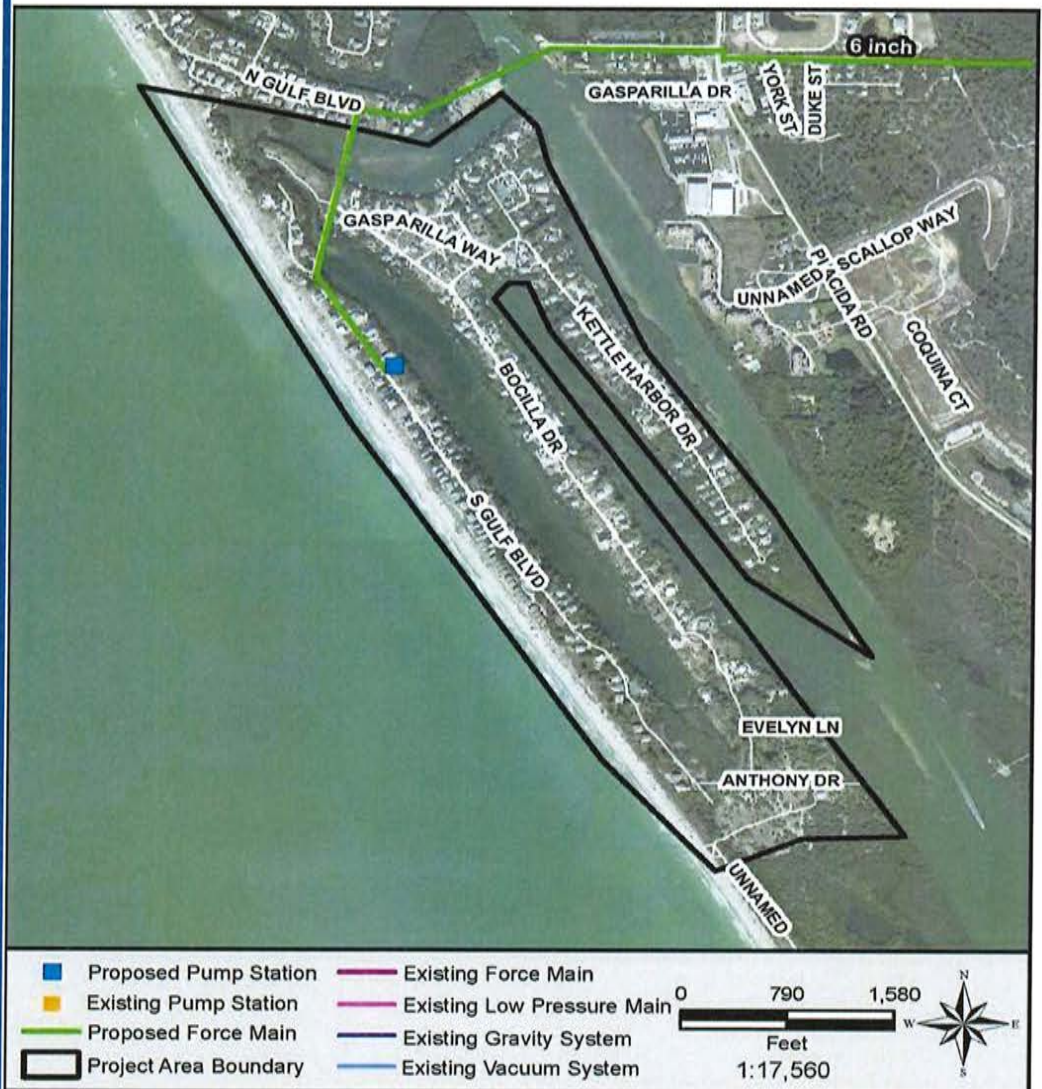 6 inch
N GULF BLVD
GASPARILLA DR
YORK ST
DUKE ST
GASPARILLA WAY
UNNAMED
SCALLOP WAY
PLACIDA RD
KETTLE HARBOR DR
COQUINA CT
BOCILLA DR
S GULF BLVD
EVELYN LN
ANTHONY DR
UNNAMED
Proposed Pump Station
Existing Pump Station
Proposed Force Main
Project Area Boundary
Existing Force Main
Existing Low Pressure Main
Existing Gravity System
Existing Vacuum System
0 790 1,580
Feet
1:17,560
N
W
E
S